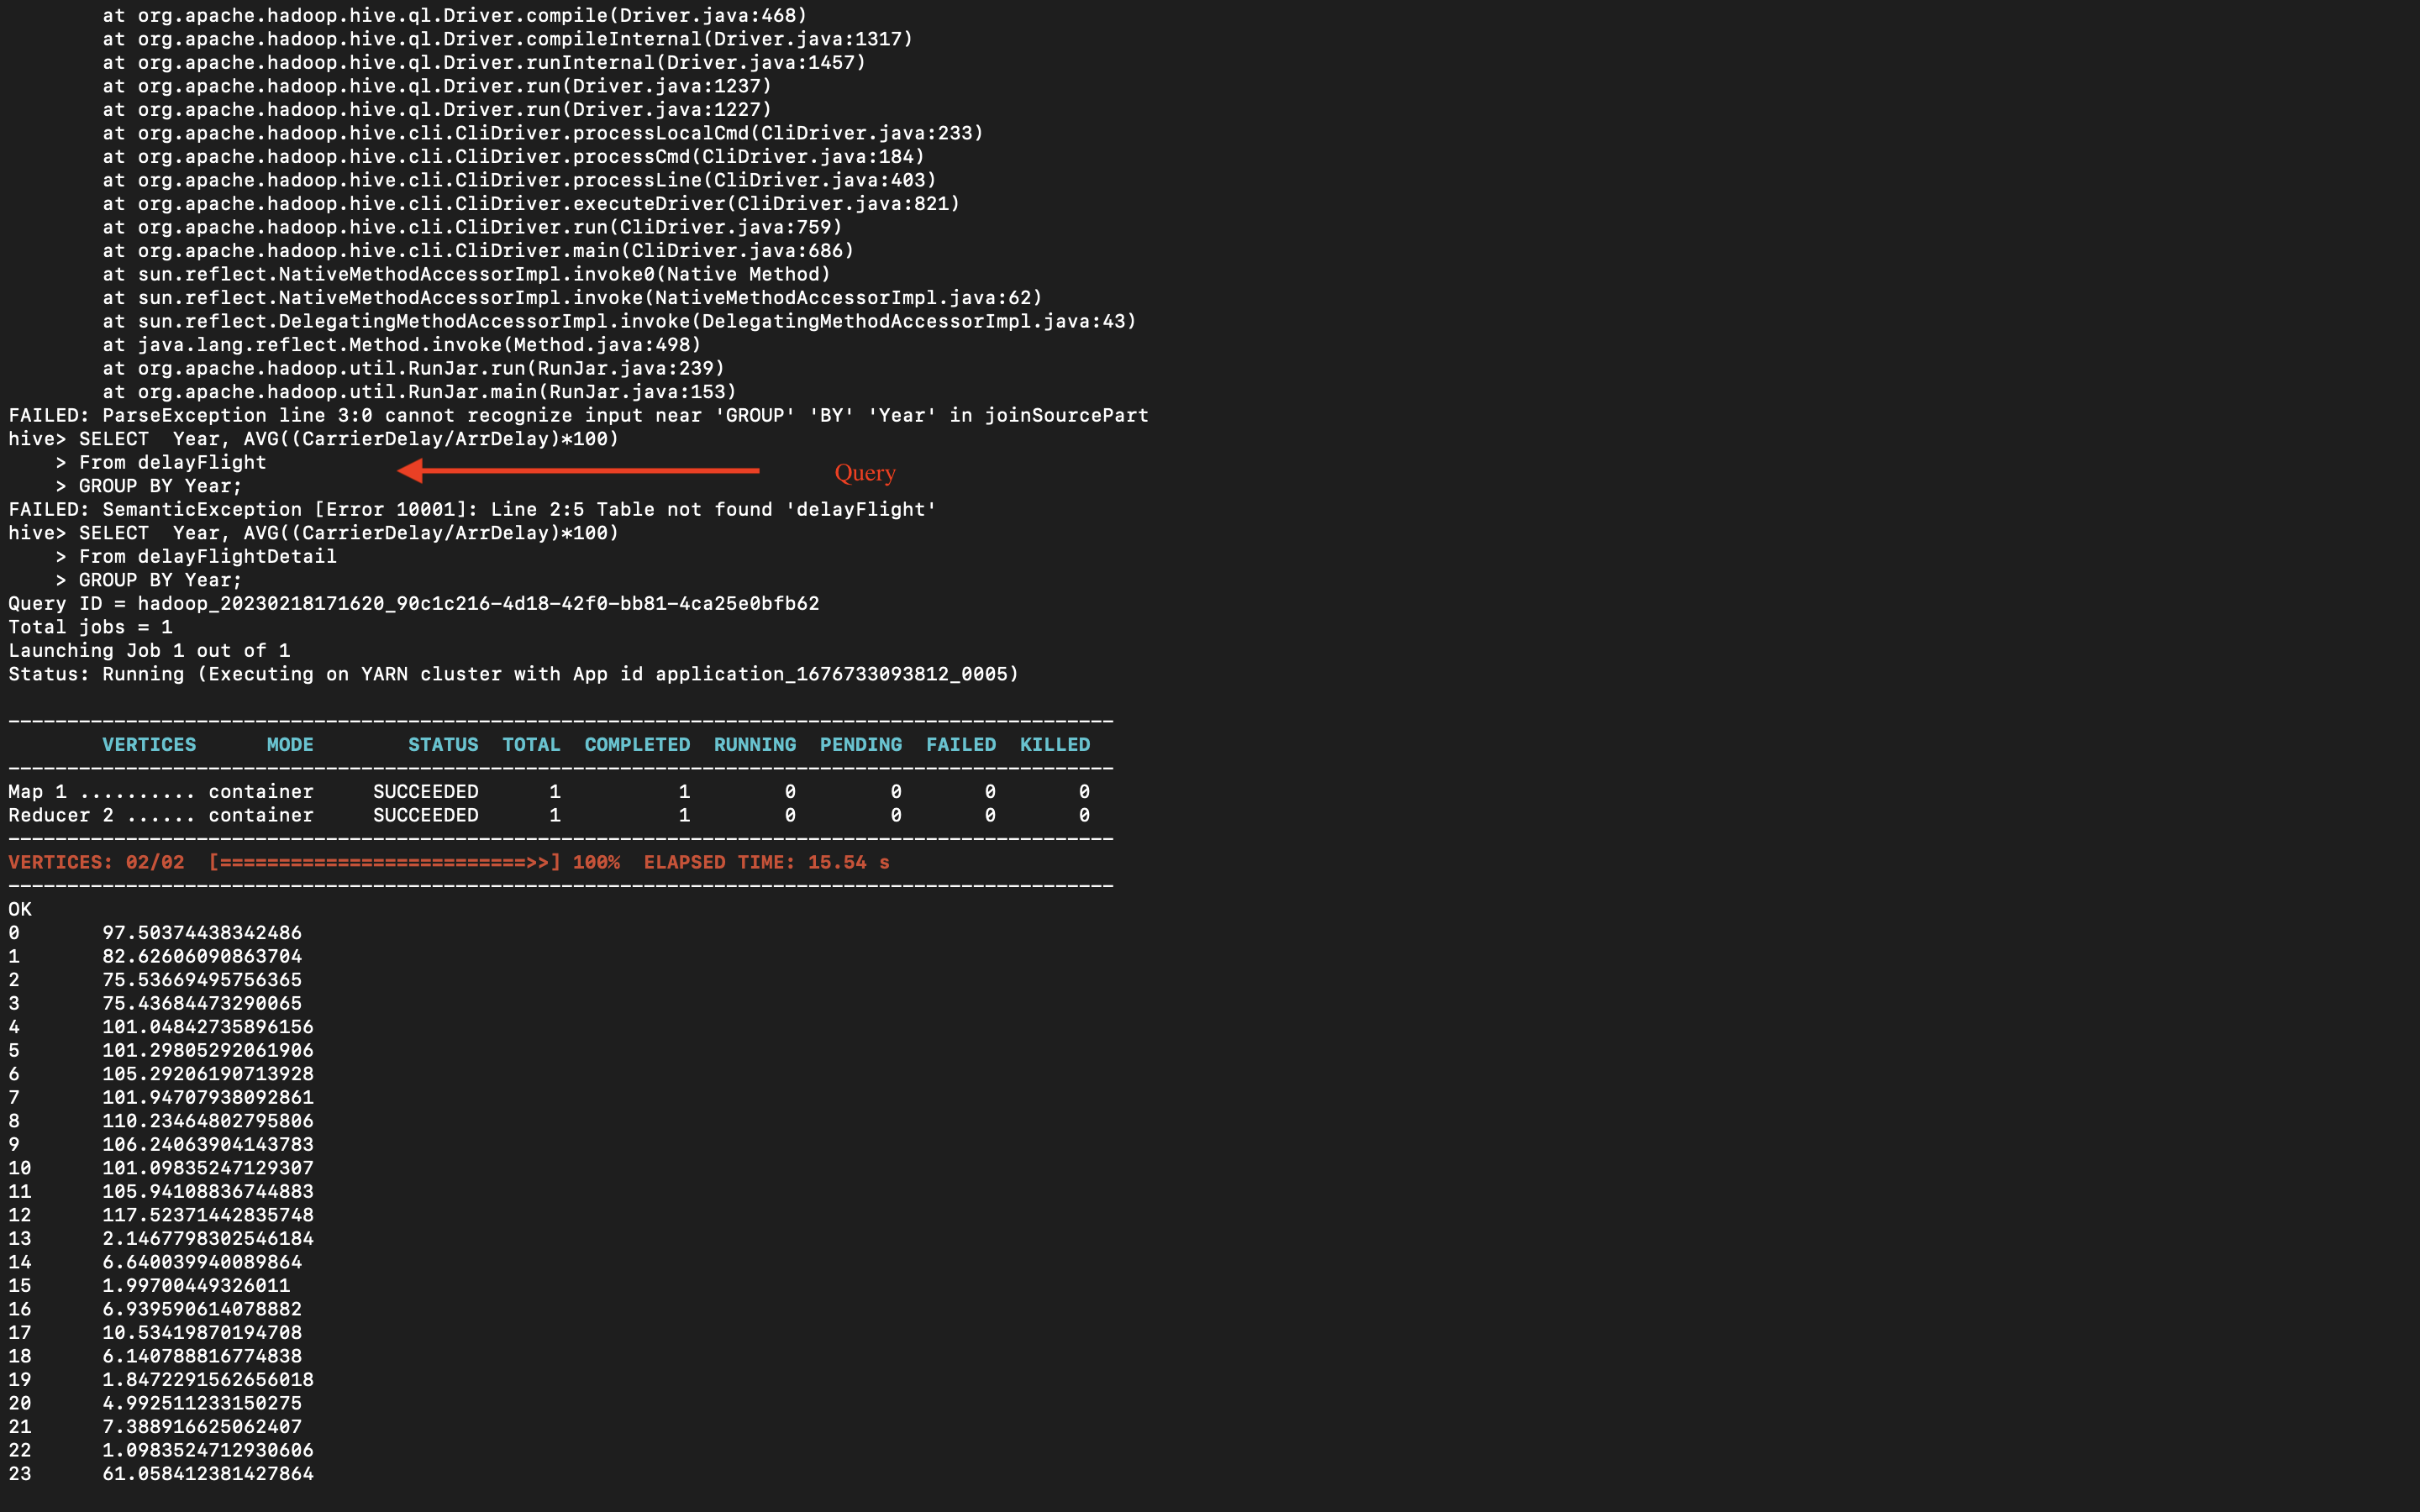 at org.apache.hadoop.hive.ql.Driver.compile(Driver.java:468)
at org.apache.hadoop.hive.ql.Driver.compileInternal(Driver.java:1317)
at org.apache.hadoop.hive.ql.Driver.runInternal(Driver.java:1457)
at org.apache.hadoop.hive.ql.Driver.run(Driver.java:1237)
at org.apache.hadoop.hive.ql.Driver.run(Driver.java:1227)
at org.apache.hadoop.hive.cli.CliDriver.processLocalCmd(CliDriver.java:233)
at org.apache.hadoop.hive.cli.CliDriver.processCmd(CliDriver.java:184)
at org.apache.hadoop.hive.cli.CliDriver.processLine(CliDriver.java:403)
at org.apache.hadoop.hive.cli.CliDriver.executeDriver(CliDriver.java:821)
at org.apache.hadoop.hive.cli.CliDriver.run(CliDriver.java:759)
at org.apache.hadoop.hive.cli.CliDriver.main(CliDriver.java:686)
at sun.reflect.NativeMethodAccessorImpl.invoke0(Native Method)
at sun.reflect.NativeMethodAccessorImpl.invoke(NativeMethodAccessorImpl.java:62)
at sun.reflect.DelegatingMethodAccessorImpl.invoke(DelegatingMethodAccessorImpl.java:43)
at java.lang.reflect.Method.invoke(Method.java:498)
at org.apache.hadoop.util.RunJar.run(RunJar.java:239)
at org.apache.hadoop.util.RunJar.main(RunJar.java:153)
FAILED: ParseException line 3:0 cannot recognize input near 'GROUP' 'BY' 'Year' in joinSourcePart
hive> SELECT  Year, AVG((CarrierDelay/ArrDelay)*100)
> From delayFlight
Query
> GROUP BY Year;
FAILED: SemanticException [Error 10001]: Line 2:5 Table not found 'delayFlight'
hive> SELECT  Year, AVG((CarrierDelay/ArrDelay)*100)
> From delayFlightDetail
> GROUP BY Year;
Query ID = hadoop_20230218171620_90c1c216-4d18-42f0-bb81-4ca25e0bfb62
Total jobs = 1
Launching Job 1 out of 1
Status: Running (Executing on YARN cluster with App id application_1676733093812_0005)
----------------------------------------------------------------------------------------------
VERTICES      MODE        STATUS  TOTAL  COMPLETED  RUNNING  PENDING  FAILED  KILLED
----------------------------------------------------------------------------------------------
Map 1 .......... container     SUCCEEDED      1          1        0        0       0       0
Reducer 2 ...... container     SUCCEEDED      1          1        0        0       0       0
----------------------------------------------------------------------------------------------
VERTICES: 02/02  [==========================>>] 100%  ELAPSED TIME: 15.54 s
----------------------------------------------------------------------------------------------
OK
0	97.50374438342486
1	82.62606090863704
2	75.53669495756365
3	75.43684473290065
4	101.04842735896156
5	101.29805292061906
6	105.29206190713928
7	101.94707938092861
8	110.23464802795806
9	106.24063904143783
10	101.09835247129307
11	105.94108836744883
12	117.52371442835748
13	2.1467798302546184
14	6.640039940089864
15	1.99700449326011
16	6.939590614078882
17	10.53419870194708
18	6.140788816774838
19	1.8472291562656018
20	4.992511233150275
21	7.388916625062407
22	1.0983524712930606
23	61.058412381427864